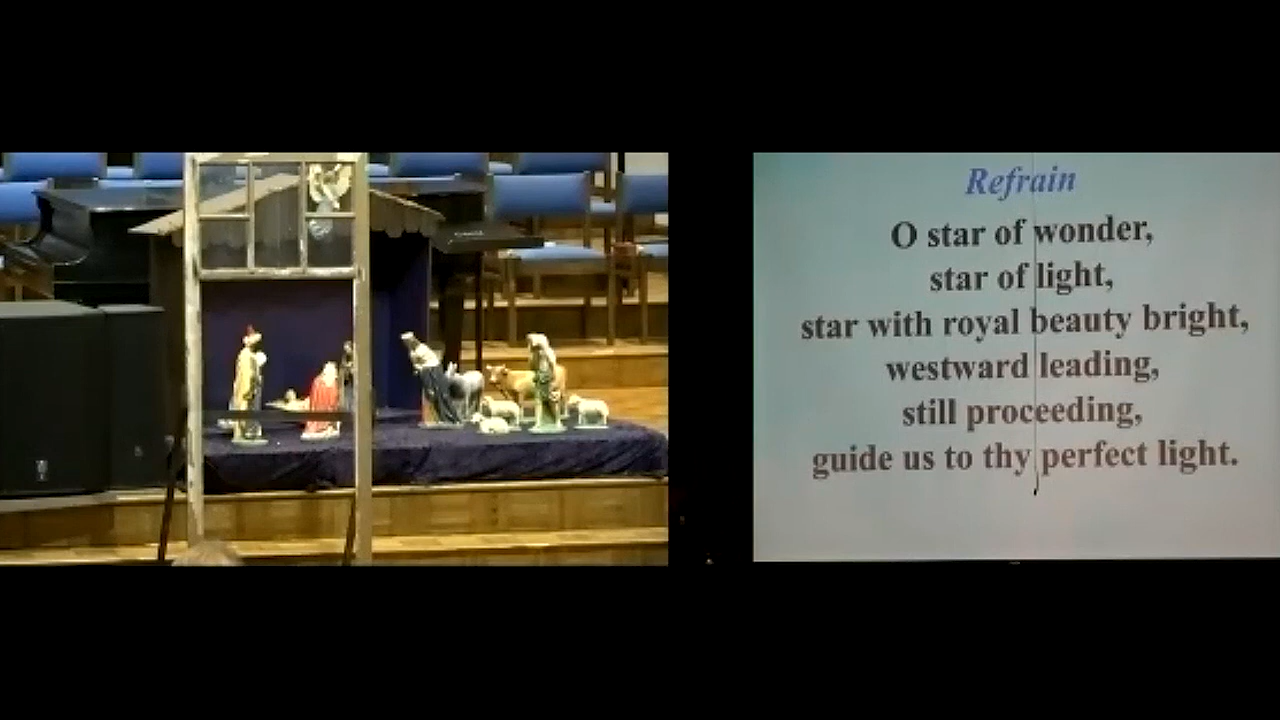 Refrain
O star of wonder,
star of light,
star with royal beauty bright,
westward leading,
still proceeding,
guide us to thy perfect light.